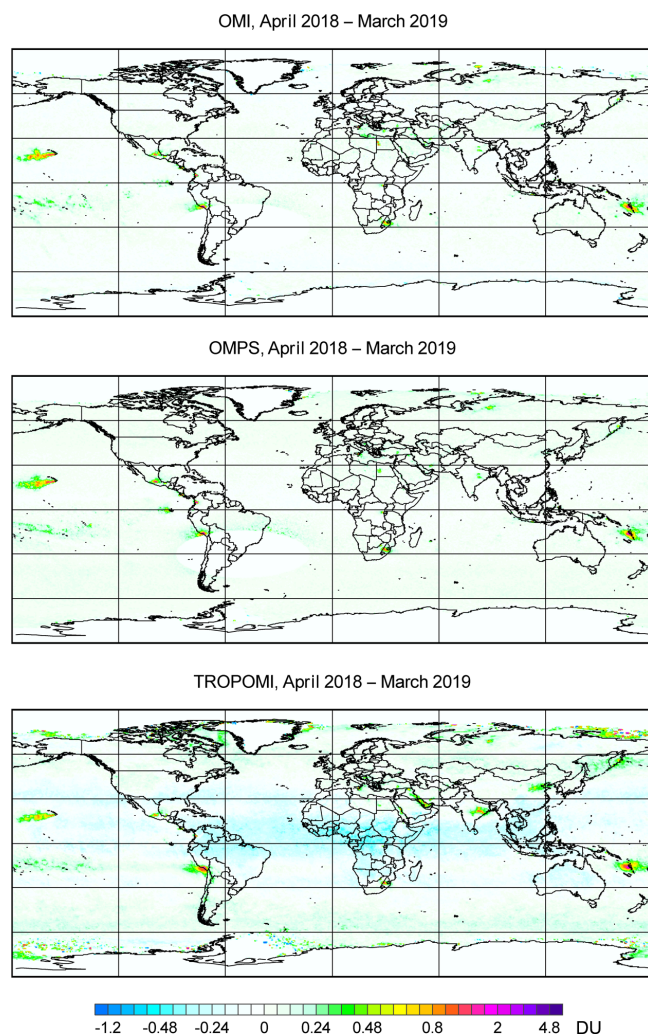 OMI, April 2018 – March 2019
OMPS, April 2018 – March 2019
TROPOMI, April 2018 – March 2019
-1.2 -0.48 -0.24 0 0.24 0.48 0.8 2 4.8 DU